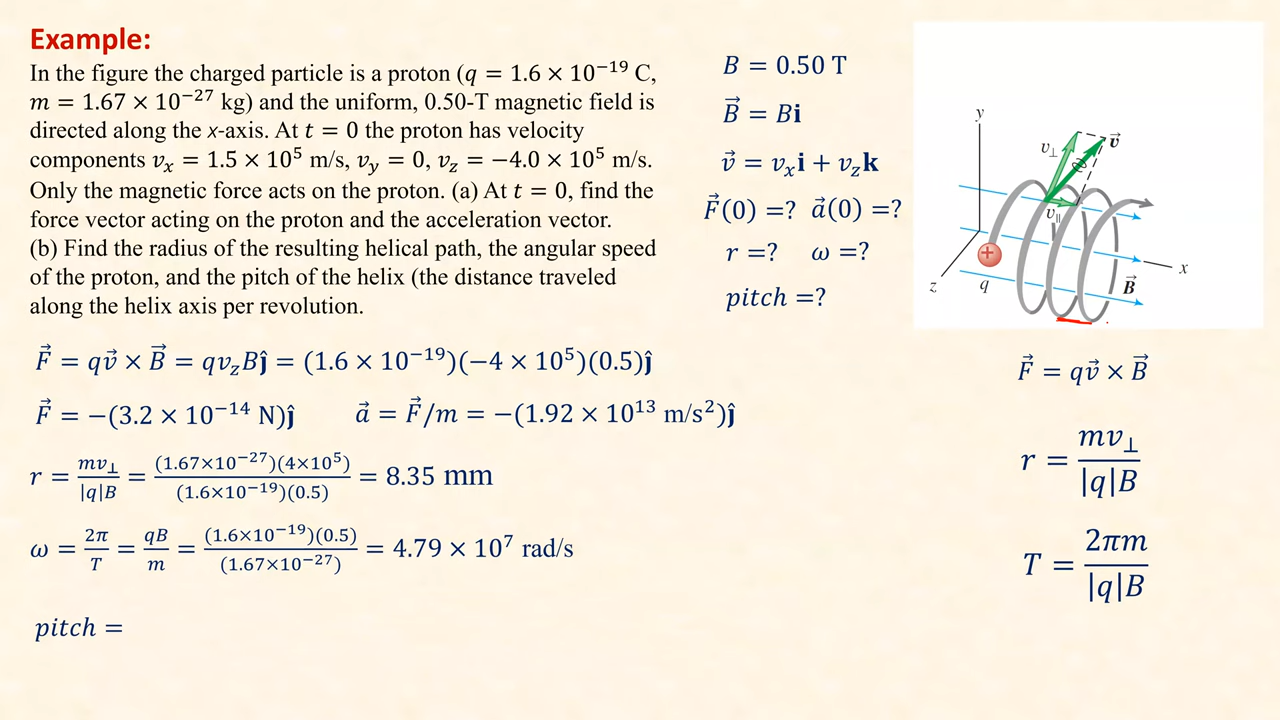 Example:
In the figure the charged particle is a proton (q = 1.6 × 10⁻¹⁹ C,
m = 1.67 × 10⁻²⁷ kg) and the uniform, 0.50-T magnetic field is
directed along the x-axis. At t = 0 the proton has velocity
components vₓ = 1.5 × 10⁵ m/s, v_y = 0, v_z = −4.0 × 10⁵ m/s.
Only the magnetic force acts on the proton. (a) At t = 0, find the
force vector acting on the proton and the acceleration vector.
(b) Find the radius of the resulting helical path, the angular speed
of the proton, and the pitch of the helix (the distance traveled
along the helix axis per revolution.
B = 0.50 T
B⃗ = Bi
v⃗ = vₓi + v_zk
F⃗(0) =? a⃗(0) =?
r =? ω =?
pitch =?
y
v⊥
v⃗
v∥
+
z
q
B⃗
x
F⃗ = qv⃗ × B⃗ = qv_zBĵ = (1.6 × 10⁻¹⁹)(−4 × 10⁵)(0.5)ĵ
F⃗ = −(3.2 × 10⁻¹⁴ N)ĵ a⃗ = F⃗/m = −(1.92 × 10¹³ m/s²)ĵ
r = mv⊥/|q|B = (1.67×10⁻²⁷)(4×10⁵)/(1.6×10⁻¹⁹)(0.5) = 8.35 mm
ω = 2π/T = qB/m = (1.6×10⁻¹⁹)(0.5)/(1.67×10⁻²⁷) = 4.79 × 10⁷ rad/s
pitch =
F⃗ = qv⃗ × B⃗
r = mv⊥/|q|B
T = 2πm/|q|B